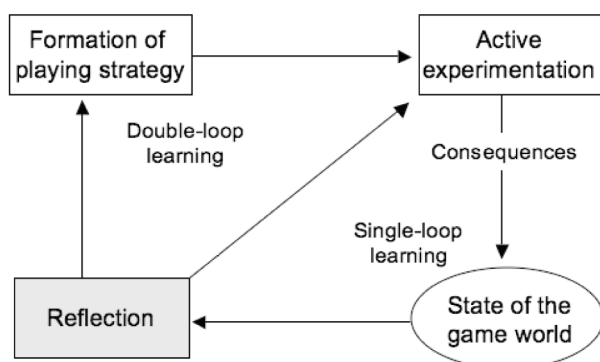 Formation of
playing strategy
Active
experimentation
Double-loop
learning
Consequences
Single-loop
learning
Reflection
State of the
game world